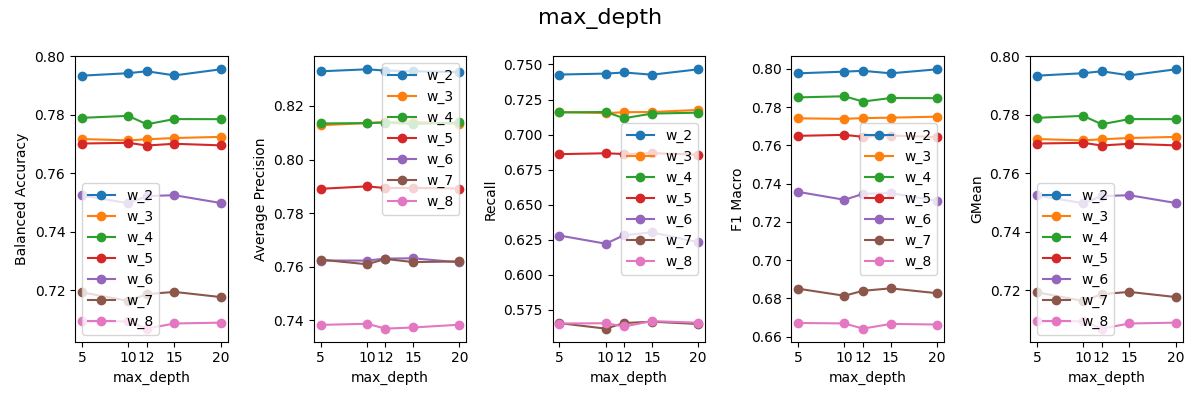 max_depth
0.80
0.78
0.76
0.74
0.72
Balanced Accuracy
w_2
w_3
w_4
w_5
w_6
w_7
w_8
5 10 12 15 20
max_depth
0.82
0.80
0.78
0.76
0.74
Average Precision
w_2
w_3
w_4
w_5
w_6
w_7
w_8
5 10 12 15 20
max_depth
0.750
0.725
0.700
0.675
0.650
0.625
0.600
0.575
Recall
w_2
w_3
w_4
w_5
w_6
w_7
w_8
5 10 12 15 20
max_depth
0.80
0.78
0.76
0.74
0.72
0.70
0.68
0.66
F1 Macro
w_2
w_3
w_4
w_5
w_6
w_7
w_8
5 10 12 15 20
max_depth
0.80
0.78
0.76
0.74
0.72
GMean
w_2
w_3
w_4
w_5
w_6
w_7
w_8
5 10 12 15 20
max_depth